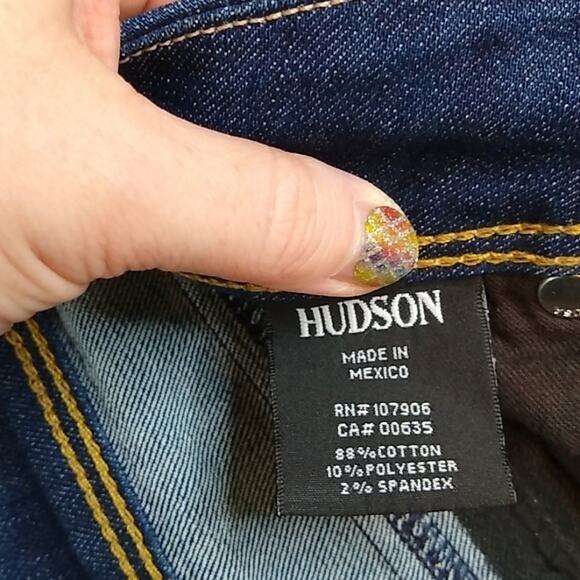 HUDSON
MADE IN
MEXICO
RN# 107906
CA# 00635
88% COTTON
10% POLYESTER
2% SPANDEX